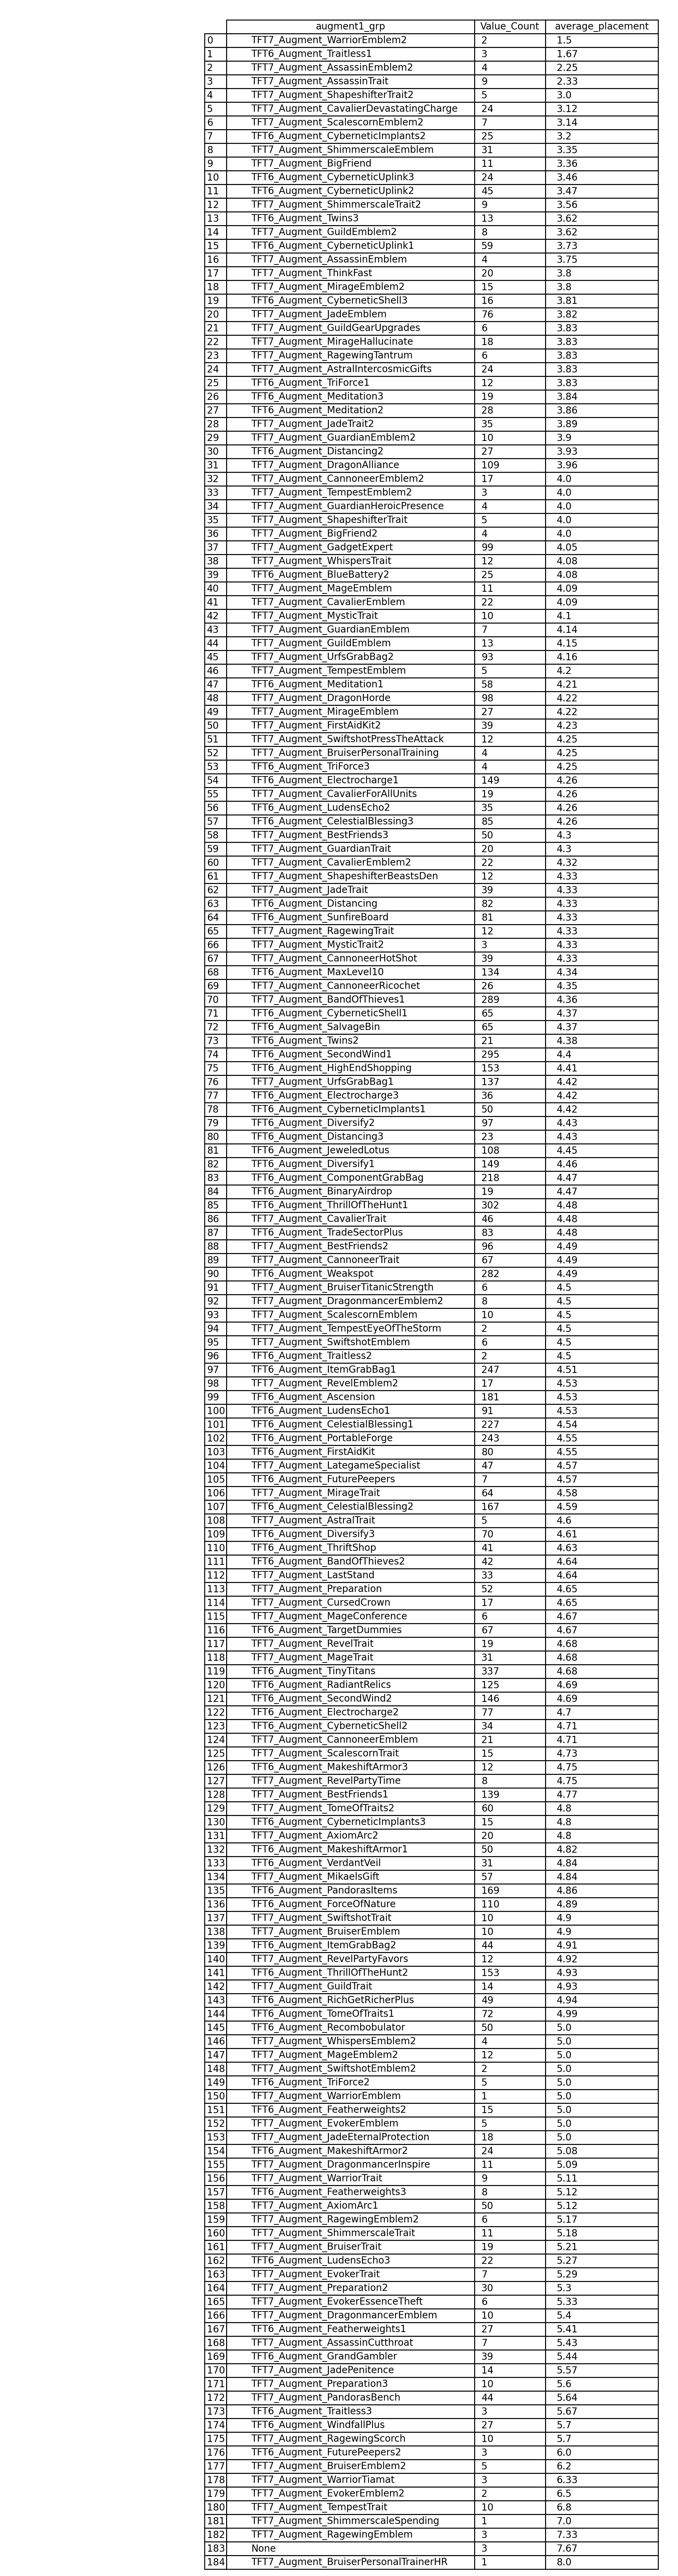 augment1_grp Value_Count average_placement
0 TFT7_Augment_WarriorEmblem2 2 1.5
1 TFT6_Augment_Traitless1 3 1.67
2 TFT7_Augment_AssassinEmblem2 4 2.25
3 TFT7_Augment_AssassinTrait 9 2.33
4 TFT7_Augment_ShapeshifterTrait2 5 3.0
5 TFT7_Augment_CavalierDevastatingCharge 24 3.12
6 TFT7_Augment_ScalescornEmblem2 7 3.14
7 TFT6_Augment_CyberneticImplants2 25 3.2
8 TFT7_Augment_ShimmerscaleEmblem 31 3.35
9 TFT7_Augment_BigFriend 11 3.36
10 TFT6_Augment_CyberneticUplink3 24 3.46
11 TFT6_Augment_CyberneticUplink2 45 3.47
12 TFT7_Augment_ShimmerscaleTrait2 9 3.56
13 TFT6_Augment_Twins3 13 3.62
14 TFT7_Augment_GuildEmblem2 8 3.62
15 TFT6_Augment_CyberneticUplink1 59 3.73
16 TFT7_Augment_AssassinEmblem 4 3.75
17 TFT7_Augment_ThinkFast 20 3.8
18 TFT7_Augment_MirageEmblem2 15 3.8
19 TFT6_Augment_CyberneticShell3 16 3.81
20 TFT7_Augment_JadeEmblem 76 3.82
21 TFT7_Augment_GuildGearUpgrades 6 3.83
22 TFT7_Augment_MirageHallucinate 18 3.83
23 TFT7_Augment_RagewingTantrum 6 3.83
24 TFT7_Augment_AstralIntercosmicGifts 24 3.83
25 TFT6_Augment_TriForce1 12 3.83
26 TFT6_Augment_Meditation3 19 3.84
27 TFT6_Augment_Meditation2 28 3.86
28 TFT7_Augment_JadeTrait2 35 3.89
29 TFT7_Augment_GuardianEmblem2 10 3.9
30 TFT6_Augment_Distancing2 27 3.93
31 TFT7_Augment_DragonAlliance 109 3.96
32 TFT7_Augment_CannoneerEmblem2 17 4.0
33 TFT7_Augment_TempestEmblem2 3 4.0
34 TFT7_Augment_GuardianHeroicPresence 4 4.0
35 TFT7_Augment_ShapeshifterTrait 5 4.0
36 TFT7_Augment_BigFriend2 4 4.0
37 TFT7_Augment_GadgetExpert 99 4.05
38 TFT7_Augment_WhispersTrait 12 4.08
39 TFT6_Augment_BlueBattery2 25 4.08
40 TFT7_Augment_MageEmblem 11 4.09
41 TFT7_Augment_CavalierEmblem 22 4.09
42 TFT7_Augment_MysticTrait 10 4.1
43 TFT7_Augment_GuardianEmblem 7 4.14
44 TFT7_Augment_GuildEmblem 13 4.15
45 TFT7_Augment_UrfsGrabBag2 93 4.16
46 TFT7_Augment_TempestEmblem 5 4.2
47 TFT6_Augment_Meditation1 58 4.21
48 TFT7_Augment_DragonHorde 98 4.22
49 TFT7_Augment_MirageEmblem 27 4.22
50 TFT7_Augment_FirstAidKit2 39 4.23
51 TFT7_Augment_SwiftshotPressTheAttack 12 4.25
52 TFT7_Augment_BruiserPersonalTraining 4 4.25
53 TFT6_Augment_TriForce3 4 4.25
54 TFT6_Augment_Electrocharge1 149 4.26
55 TFT7_Augment_CavalierForAllUnits 19 4.26
56 TFT6_Augment_LudensEcho2 35 4.26
57 TFT6_Augment_CelestialBlessing3 85 4.26
58 TFT7_Augment_BestFriends3 50 4.3
59 TFT7_Augment_GuardianTrait 20 4.3
60 TFT7_Augment_CavalierEmblem2 22 4.32
61 TFT7_Augment_ShapeshifterBeastsDen 12 4.33
62 TFT7_Augment_JadeTrait 39 4.33
63 TFT6_Augment_Distancing 82 4.33
64 TFT6_Augment_SunfireBoard 81 4.33
65 TFT7_Augment_RagewingTrait 12 4.33
66 TFT7_Augment_MysticTrait2 3 4.33
67 TFT7_Augment_CannoneerHotShot 39 4.33
68 TFT6_Augment_MaxLevel10 134 4.34
69 TFT7_Augment_CannoneerRicochet 26 4.35
70 TFT7_Augment_BandOfThieves1 289 4.36
71 TFT6_Augment_CyberneticShell1 65 4.37
72 TFT6_Augment_SalvageBin 65 4.37
73 TFT6_Augment_Twins2 21 4.38
74 TFT6_Augment_SecondWind1 295 4.4
75 TFT6_Augment_HighEndShopping 153 4.41
76 TFT7_Augment_UrfsGrabBag1 137 4.42
77 TFT6_Augment_Electrocharge3 36 4.42
78 TFT6_Augment_CyberneticImplants1 50 4.42
79 TFT6_Augment_Diversify2 97 4.43
80 TFT6_Augment_Distancing3 23 4.43
81 TFT6_Augment_JeweledLotus 108 4.45
82 TFT6_Augment_Diversify1 149 4.46
83 TFT6_Augment_ComponentGrabBag 218 4.47
84 TFT6_Augment_BinaryAirdrop 19 4.47
85 TFT6_Augment_ThrillOfTheHunt1 302 4.48
86 TFT7_Augment_CavalierTrait 46 4.48
87 TFT6_Augment_TradeSectorPlus 83 4.48
88 TFT7_Augment_BestFriends2 96 4.49
89 TFT7_Augment_CannoneerTrait 67 4.49
90 TFT6_Augment_Weakspot 282 4.49
91 TFT7_Augment_BruiserTitanicStrength 6 4.5
92 TFT7_Augment_DragonmancerEmblem2 8 4.5
93 TFT7_Augment_ScalescornEmblem 10 4.5
94 TFT7_Augment_TempestEyeOfTheStorm 2 4.5
95 TFT7_Augment_SwiftshotEmblem 6 4.5
96 TFT6_Augment_Traitless2 2 4.5
97 TFT6_Augment_ItemGrabBag1 247 4.51
98 TFT7_Augment_RevelEmblem2 17 4.53
99 TFT6_Augment_Ascension 181 4.53
100 TFT6_Augment_LudensEcho1 91 4.53
101 TFT6_Augment_CelestialBlessing1 227 4.54
102 TFT6_Augment_PortableForge 243 4.55
103 TFT6_Augment_FirstAidKit 80 4.55
104 TFT7_Augment_LategameSpecialist 47 4.57
105 TFT6_Augment_FuturePeepers 7 4.57
106 TFT7_Augment_MirageTrait 64 4.58
107 TFT6_Augment_CelestialBlessing2 167 4.59
108 TFT7_Augment_AstralTrait 5 4.6
109 TFT6_Augment_Diversify3 70 4.61
110 TFT6_Augment_ThriftShop 41 4.63
111 TFT6_Augment_BandOfThieves2 42 4.64
112 TFT7_Augment_LastStand 33 4.64
113 TFT7_Augment_Preparation 52 4.65
114 TFT7_Augment_CursedCrown 17 4.65
115 TFT7_Augment_MageConference 6 4.67
116 TFT6_Augment_TargetDummies 67 4.67
117 TFT7_Augment_RevelTrait 19 4.68
118 TFT7_Augment_MageTrait 31 4.68
119 TFT6_Augment_TinyTitans 337 4.68
120 TFT6_Augment_RadiantRelics 125 4.69
121 TFT6_Augment_SecondWind2 146 4.69
122 TFT6_Augment_Electrocharge2 77 4.7
123 TFT6_Augment_CyberneticShell2 34 4.71
124 TFT7_Augment_CannoneerEmblem 21 4.71
125 TFT7_Augment_ScalescornTrait 15 4.73
126 TFT6_Augment_MakeshiftArmor3 12 4.75
127 TFT7_Augment_RevelPartyTime 8 4.75
128 TFT7_Augment_BestFriends1 139 4.77
129 TFT7_Augment_TomeOfTraits2 60 4.8
130 TFT6_Augment_CyberneticImplants3 15 4.8
131 TFT7_Augment_AxiomArc2 20 4.8
132 TFT6_Augment_MakeshiftArmor1 50 4.82
133 TFT6_Augment_VerdantVeil 31 4.84
134 TFT7_Augment_MikaelsGift 57 4.84
135 TFT6_Augment_PandorasItems 169 4.86
136 TFT6_Augment_ForceOfNature 110 4.89
137 TFT7_Augment_SwiftshotTrait 10 4.9
138 TFT7_Augment_BruiserEmblem 10 4.9
139 TFT6_Augment_ItemGrabBag2 44 4.91
140 TFT7_Augment_RevelPartyFavors 12 4.92
141 TFT6_Augment_ThrillOfTheHunt2 153 4.93
142 TFT7_Augment_GuildTrait 14 4.93
143 TFT6_Augment_RichGetRicherPlus 49 4.94
144 TFT6_Augment_TomeOfTraits1 72 4.99
145 TFT6_Augment_Recombobulator 50 5.0
146 TFT7_Augment_WhispersEmblem2 4 5.0
147 TFT7_Augment_MageEmblem2 12 5.0
148 TFT7_Augment_SwiftshotEmblem2 2 5.0
149 TFT6_Augment_TriForce2 5 5.0
150 TFT7_Augment_WarriorEmblem 1 5.0
151 TFT6_Augment_Featherweights2 15 5.0
152 TFT7_Augment_EvokerEmblem 5 5.0
153 TFT7_Augment_JadeEternalProtection 18 5.0
154 TFT6_Augment_MakeshiftArmor2 24 5.08
155 TFT7_Augment_DragonmancerInspire 11 5.09
156 TFT7_Augment_WarriorTrait 9 5.11
157 TFT6_Augment_Featherweights3 8 5.12
158 TFT7_Augment_AxiomArc1 50 5.12
159 TFT7_Augment_RagewingEmblem2 6 5.17
160 TFT7_Augment_ShimmerscaleTrait 11 5.18
161 TFT7_Augment_BruiserTrait 19 5.21
162 TFT6_Augment_LudensEcho3 22 5.27
163 TFT7_Augment_EvokerTrait 7 5.29
164 TFT7_Augment_Preparation2 30 5.3
165 TFT7_Augment_EvokerEssenceTheft 6 5.33
166 TFT7_Augment_DragonmancerEmblem 10 5.4
167 TFT6_Augment_Featherweights1 27 5.41
168 TFT7_Augment_AssassinCutthroat 7 5.43
169 TFT6_Augment_GrandGambler 39 5.44
170 TFT7_Augment_JadePenitence 14 5.57
171 TFT7_Augment_Preparation3 10 5.6
172 TFT7_Augment_PandorasBench 44 5.64
173 TFT6_Augment_Traitless3 3 5.67
174 TFT6_Augment_WindfallPlus 27 5.7
175 TFT7_Augment_RagewingScorch 10 5.7
176 TFT6_Augment_FuturePeepers2 3 6.0
177 TFT7_Augment_BruiserEmblem2 5 6.2
178 TFT7_Augment_WarriorTiamat 3 6.33
179 TFT7_Augment_EvokerEmblem2 2 6.5
180 TFT7_Augment_TempestTrait 10 6.8
181 TFT7_Augment_ShimmerscaleSpending 1 7.0
182 TFT7_Augment_RagewingEmblem 3 7.33
183 None 3 7.67
184 TFT7_Augment_BruiserPersonalTrainerHR 1 8.0